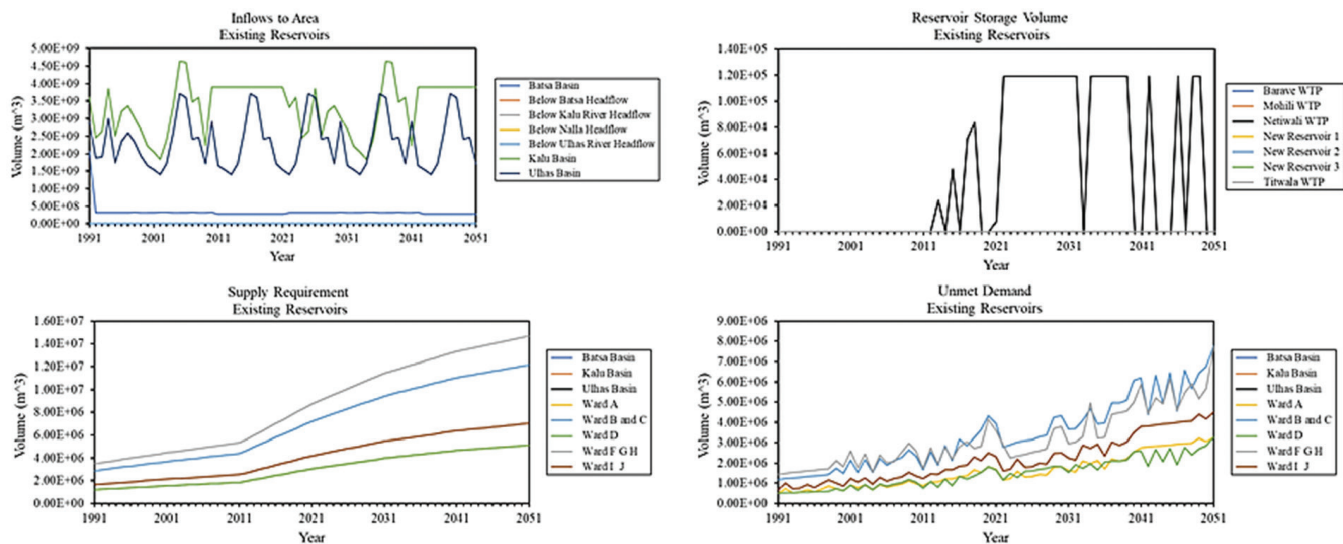 Inflows to Area
Existing Reservoirs
Volume (m^3)
5.00E+09
4.50E+09
4.00E+09
3.50E+09
3.00E+09
2.50E+09
2.00E+09
1.50E+09
1.00E+09
5.00E+08
0.00E+00
1991 2001 2011 2021 2031 2041 2051
Year
Batsa Basin
Below Batsa Headflow
Below Kalu River Headflow
Below Nalla Headflow
Below Ulhas River Headflow
Kalu Basin
Ulhas Basin
Reservoir Storage Volume
Existing Reservoirs
Volume (m^3)
1.40E+05
1.20E+05
1.00E+05
8.00E+04
6.00E+04
4.00E+04
2.00E+04
0.00E+00
1991 2001 2011 2021 2031 2041 2051
Year
Barave WTP
Mohili WTP
Netiwali WTP
New Reservoir 1
New Reservoir 2
New Reservoir 3
Titwala WTP
Supply Requirement
Existing Reservoirs
Volume (m^3)
1.60E+07
1.40E+07
1.20E+07
1.00E+07
8.00E+06
6.00E+06
4.00E+06
2.00E+06
0.00E+00
1991 2001 2011 2021 2031 2041 2051
Year
Batsa Basin
Kalu Basin
Ulhas Basin
Ward A
Ward B and C
Ward D
Ward F G H
Ward I J
Unmet Demand
Existing Reservoirs
Volume (m^3)
9.00E+06
8.00E+06
7.00E+06
6.00E+06
5.00E+06
4.00E+06
3.00E+06
2.00E+06
1.00E+06
0.00E+00
1991 2001 2011 2021 2031 2041 2051
Year
Batsa Basin
Kalu Basin
Ulhas Basin
Ward A
Ward B and C
Ward D
Ward F G H
Ward I J